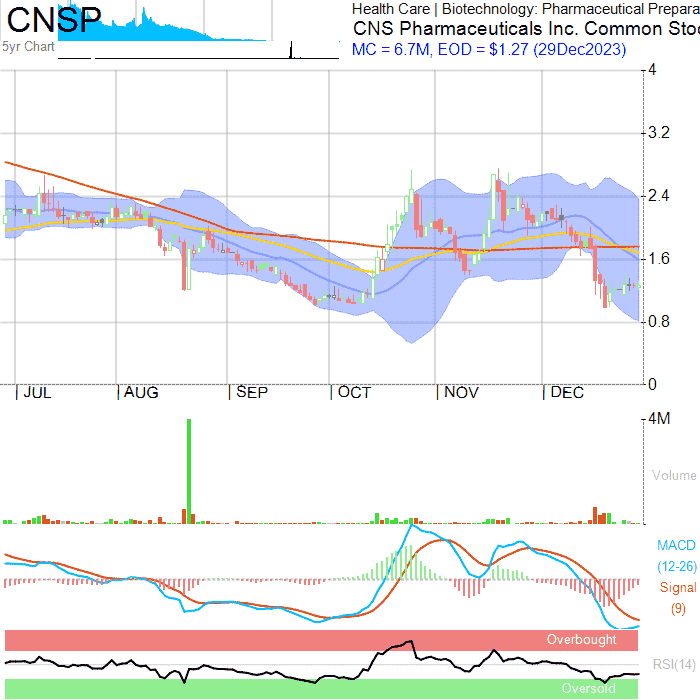 CNSP
5yr Chart
Health Care | Biotechnology: Pharmaceutical Prepara
CNS Pharmaceuticals Inc. Common Stoc
MC = 6.7M, EOD = $1.27 (29Dec2023)
4
3.2
2.4
1.6
0.8
0
JUL AUG SEP OCT NOV DEC
4M
Volume
MACD
(12-26)
Signal
(9)
Overbought
RSI(14)
Oversold